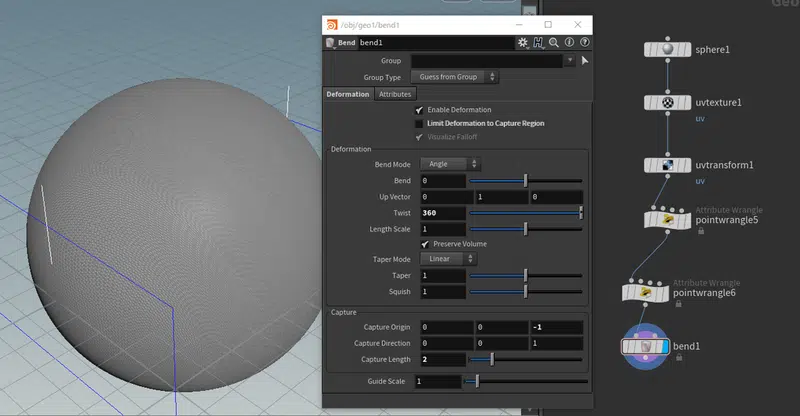 Geo
/obj/geo1/bend1
Bend bend1
Group
Group Type Guess from Group
Deformation Attributes
Enable Deformation
Limit Deformation to Capture Region
Visualize Falloff
Deformation
Bend Mode Angle
Bend 0
Up Vector 0 1 0
Twist 360
Length Scale 1
Preserve Volume
Taper Mode Linear
Taper 1
Squish 1
Capture
Capture Origin 0 0 -1
Capture Direction 0 0 1
Capture Length 2
Guide Scale 1
sphere1
uvtexture1
uv
uvtransform1
uv
Attribute Wrangle
pointwrangle5
Attribute Wrangle
pointwrangle6
bend1